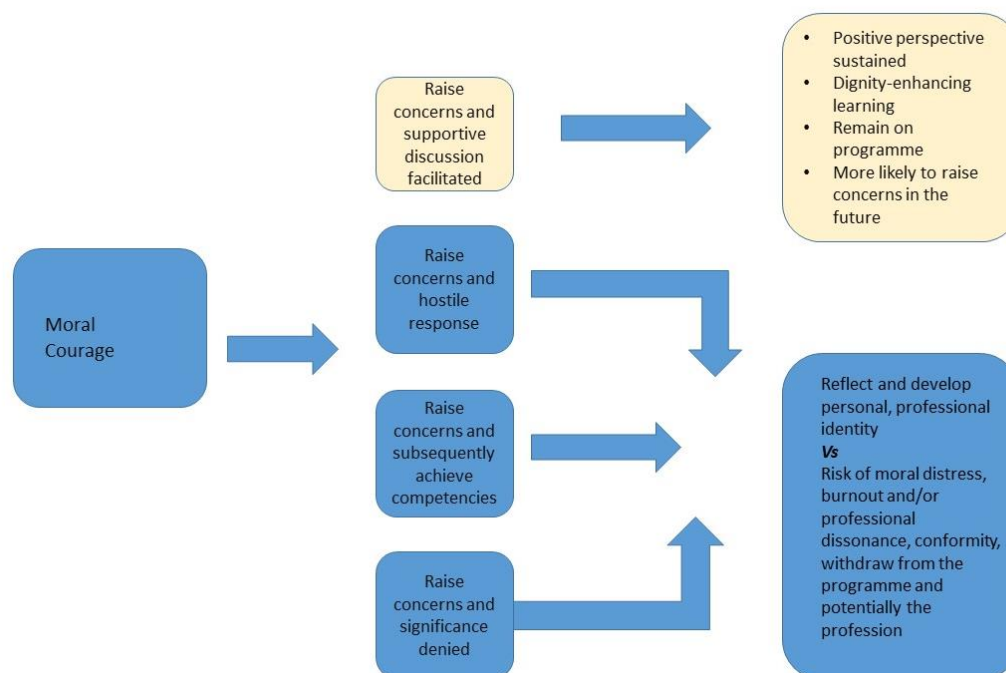 Moral
Courage
Raise
concerns and
supportive
discussion
facilitated
Raise
concerns and
hostile
response
Raise
concerns and
subsequently
achieve
competencies
Raise
concerns and
significance
denied
• Positive perspective
sustained
• Dignity-enhancing
learning
• Remain on
programme
• More likely to raise
concerns in the
future
Reflect and develop
personal, professional
identity
Vs
Risk of moral distress,
burnout and/or
professional
dissonance, conformity,
withdraw from the
programme and
potentially the
profession